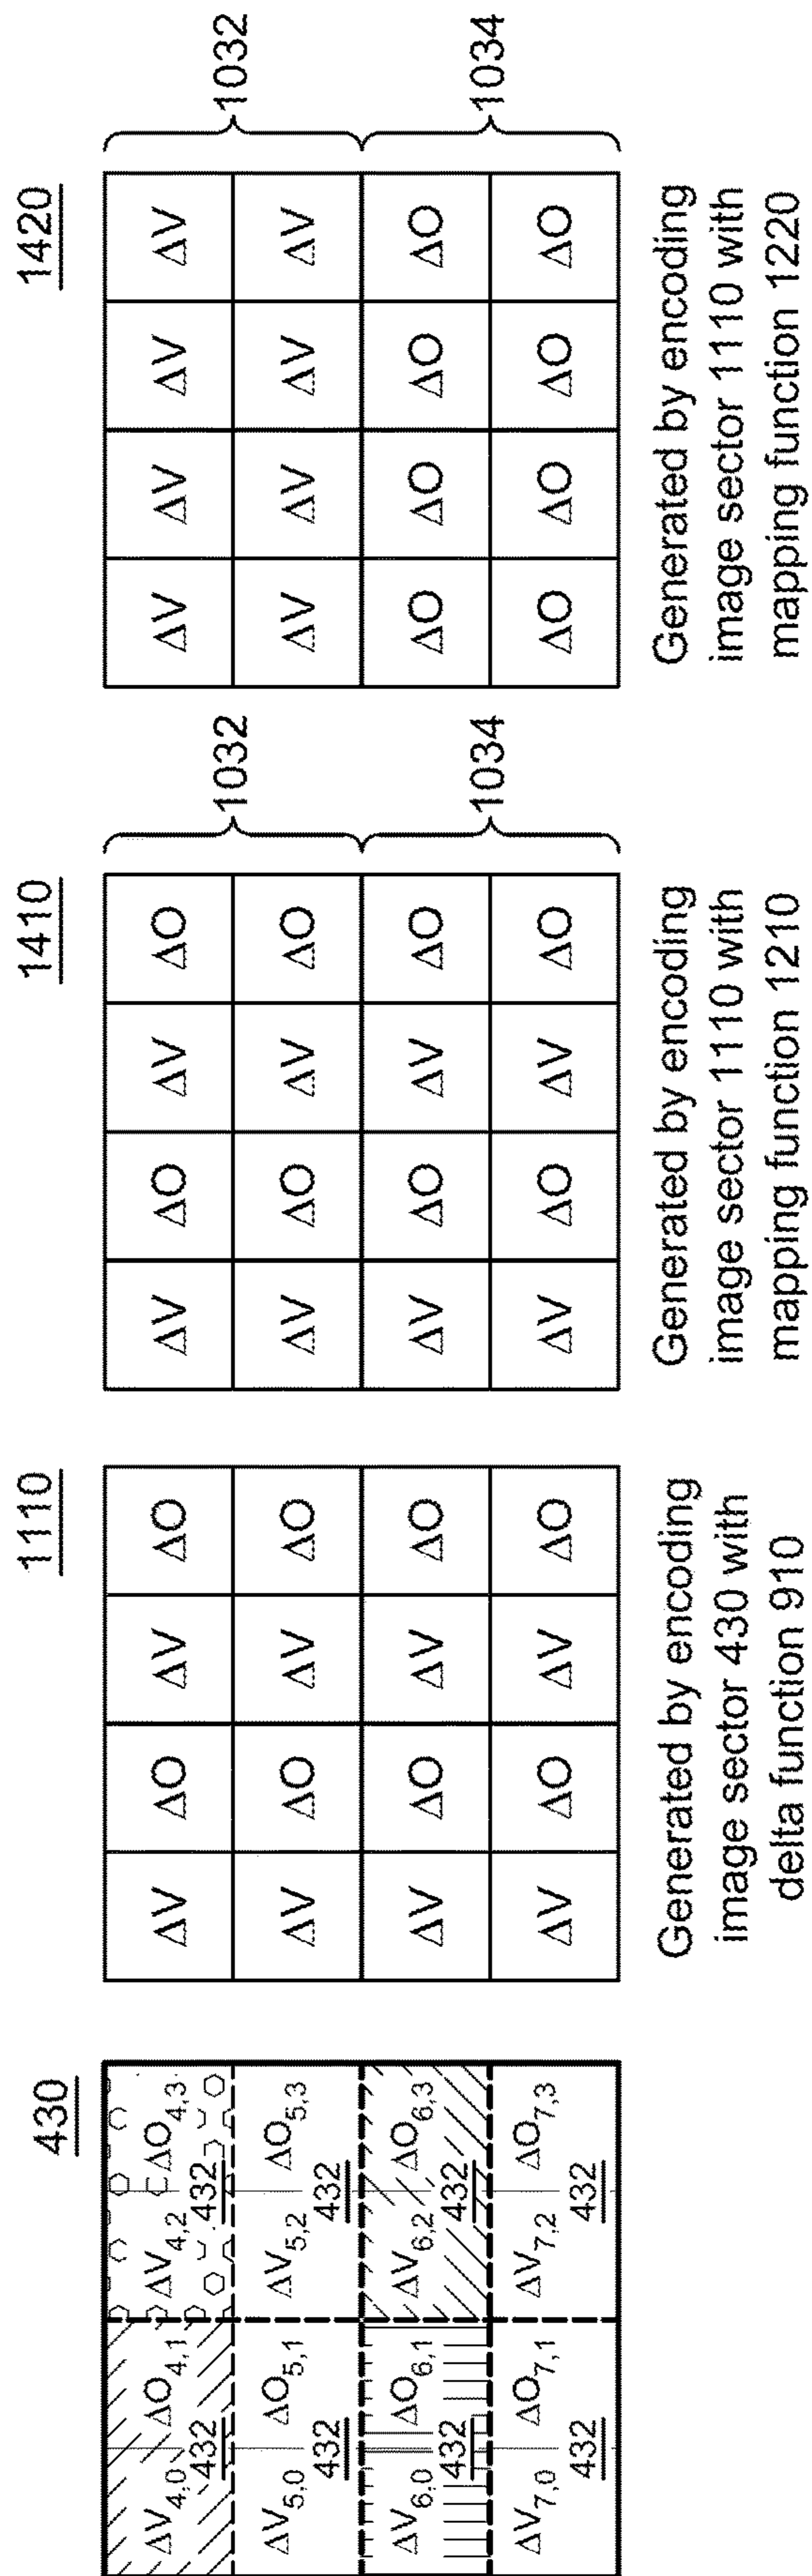 430
ΔV4,0 ΔO4,1 ΔV4,2 ΔO4,3
432 432
ΔV5,0 ΔO5,1 ΔV5,2 ΔO5,3
432 432
ΔV6,0 ΔO6,1 ΔV6,2 ΔO6,3
432 432
ΔV7,0 ΔO7,1 ΔV7,2 ΔO7,3
432 432
1110
ΔV ΔO ΔV ΔO
ΔV ΔO ΔV ΔO
ΔV ΔO ΔV ΔO
ΔV ΔO ΔV ΔO
Generated by encoding
image sector 430 with
delta function 910
1410
ΔV ΔO ΔV ΔO
ΔV ΔO ΔV ΔO
ΔV ΔO ΔV ΔO
ΔV ΔO ΔV ΔO
1032
1034
Generated by encoding
image sector 1110 with
mapping function 1210
1420
ΔV ΔV ΔV ΔV
ΔV ΔV ΔV ΔV
ΔO ΔO ΔO ΔO
ΔO ΔO ΔO ΔO
1032
1034
Generated by encoding
image sector 1110 with
mapping function 1220